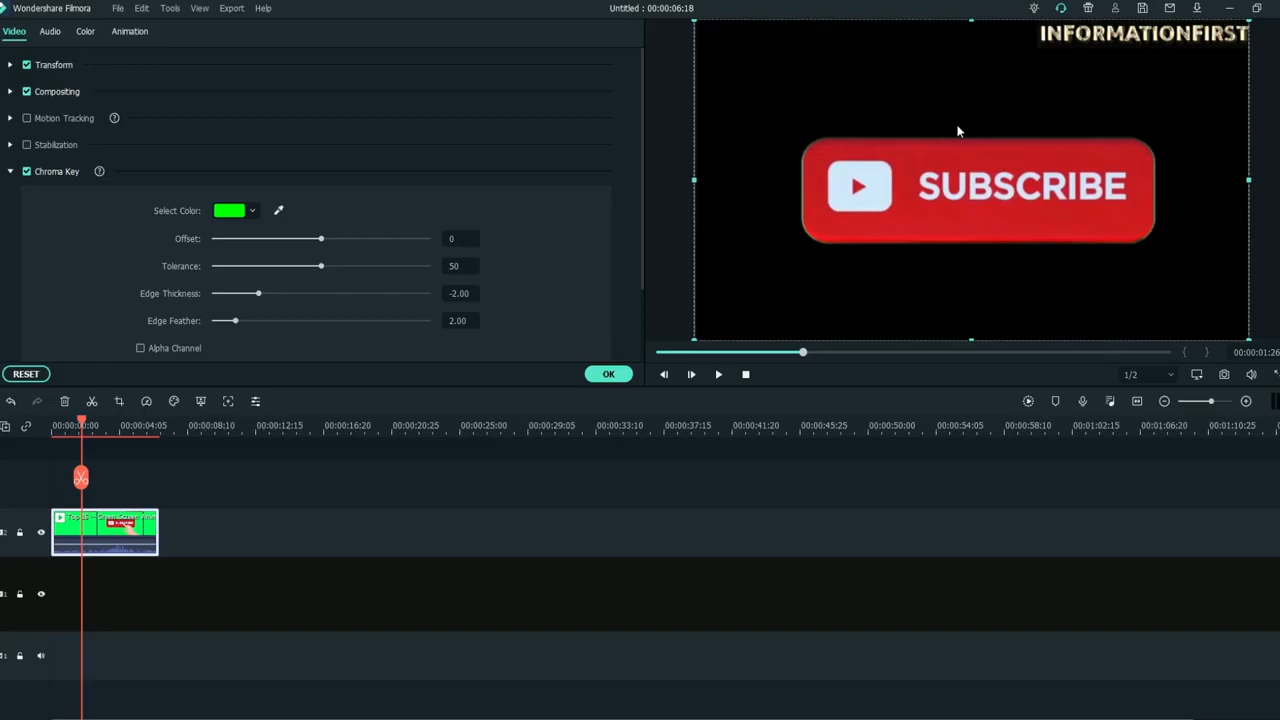 Wondershare Filmora File Edit Tools View Export Help Untitled : 00:00:06:18
Video Audio Color Animation
INFORMATIONFIRST
Transform
Compositing
Motion Tracking
Stabilization
Chroma Key
SUBSCRIBE
Select Color:
Offset: 0
Tolerance: 50
Edge Thickness: -2.00
Edge Feather: 2.00
Alpha Channel
00:00:01:26
RESET OK
1/2
00:00:00:00 00:00:04:05 00:00:08:10 00:00:12:15 00:00:16:20 00:00:20:25 00:00:25:00 00:00:29:05 00:00:33:10 00:00:37:15 00:00:41:20 00:00:45:25 00:00:50:00 00:00:54:05 00:00:58:10 00:01:02:15 00:01:06:20 00:01:10:25